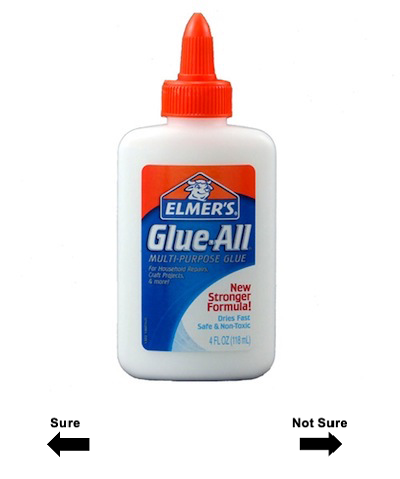 ELMER'S
Glue-All
MULTI-PURPOSE GLUE
For Household Repairs,
Craft Projects,
& more!
New
Stronger
Formula!
Dries Fast
Safe & Non-Toxic
4 FL OZ (118 mL)
Sure
Not Sure